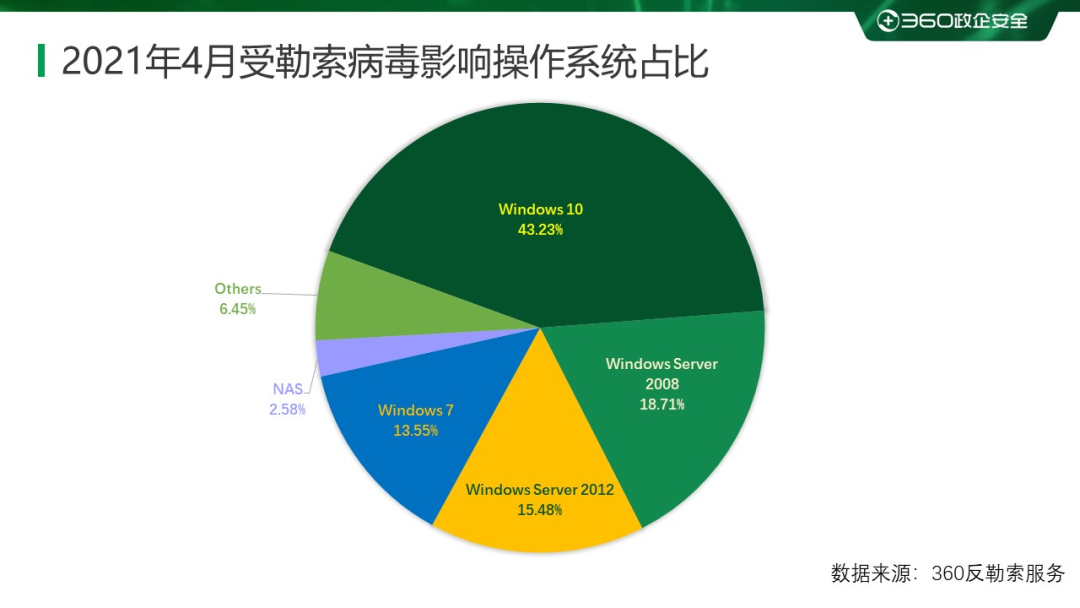 360政企安全
2021年4月受勒索病毒影响操作系统占比
Windows 10
43.23%
Others
6.45%
Windows Server
2008
18.71%
NAS
2.58%
Windows 7
13.55%
Windows Server 2012
15.48%
数据来源：360反勒索服务